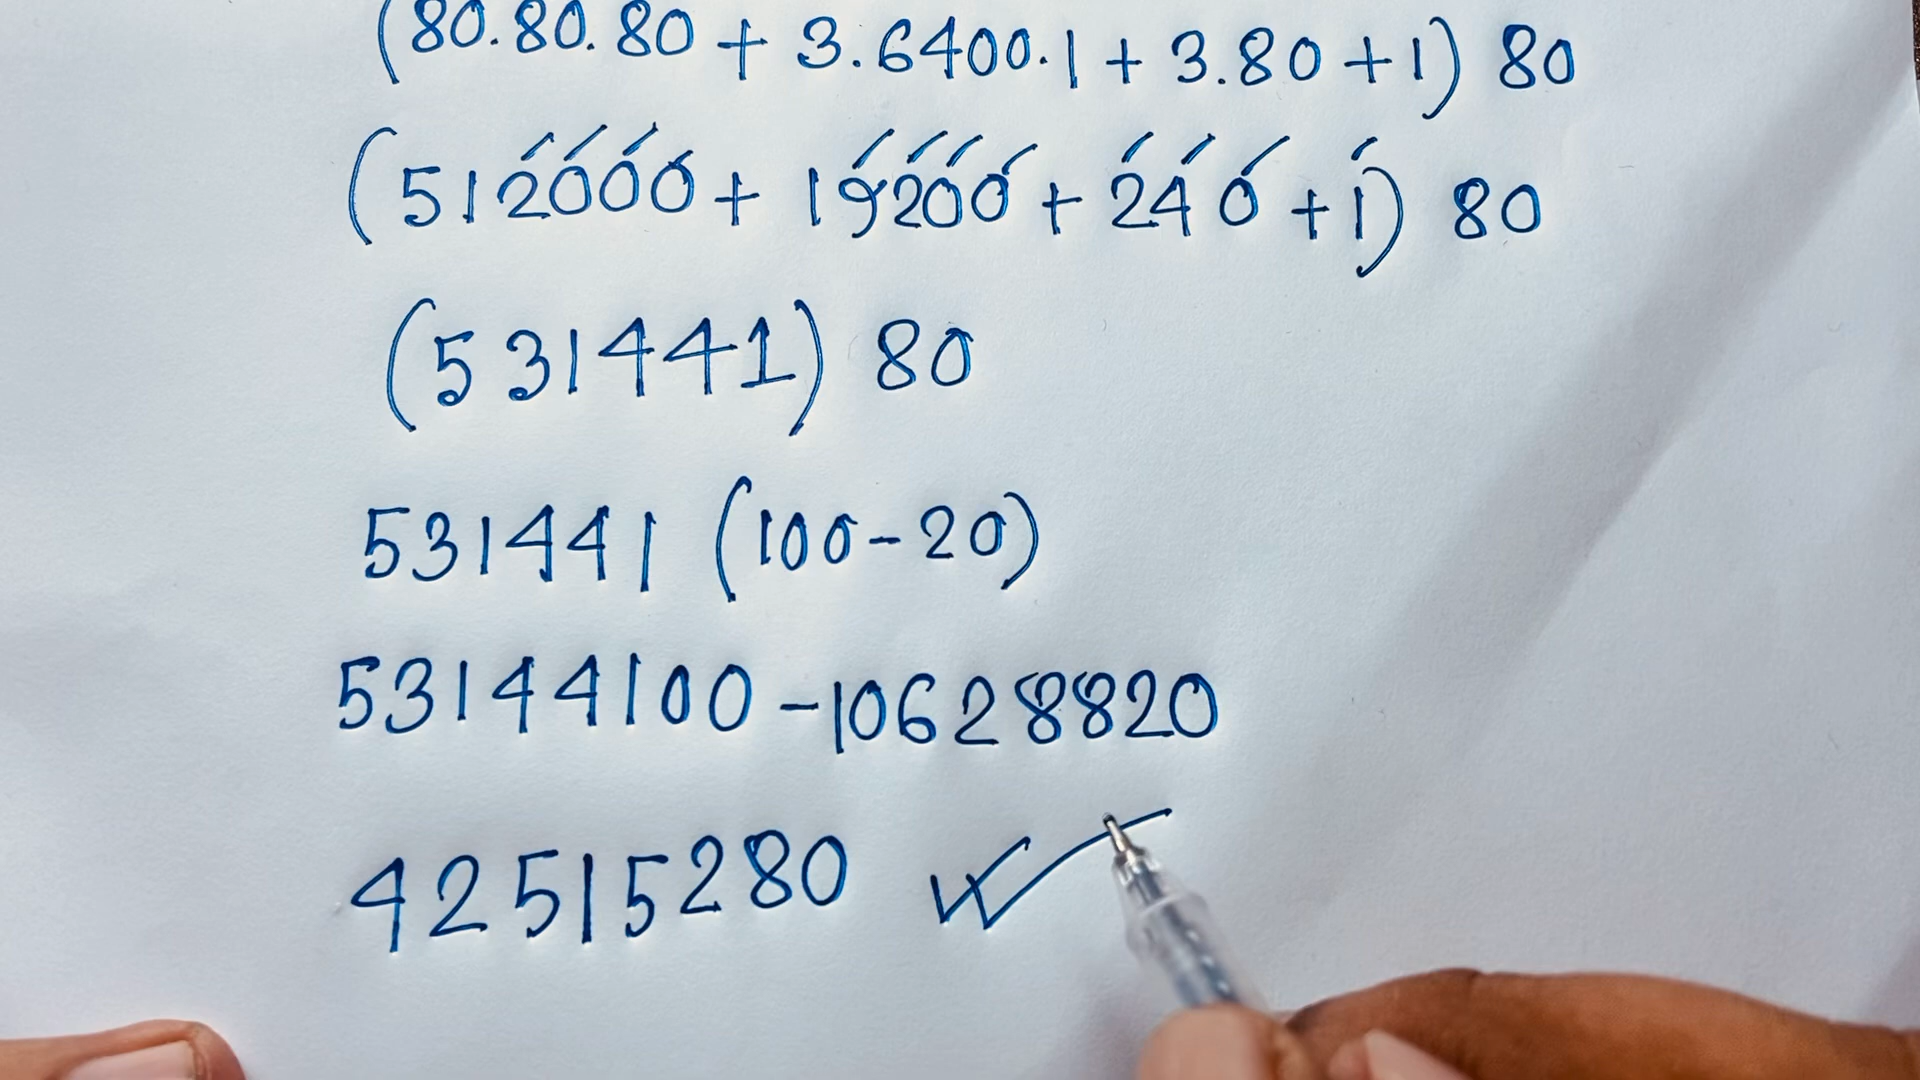 (80.80.80 + 3.6400.1 + 3.80 + 1) 80
(512000 + 19200 + 240 + 1) 80
(531441) 80
531441 (100-20)
53144100 - 10628820
42515280